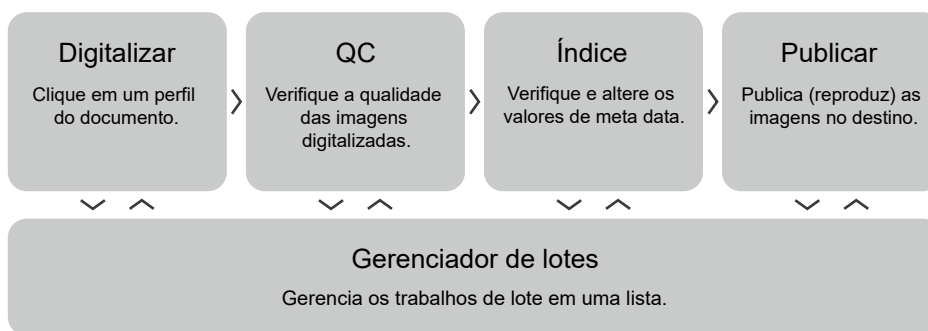 Digitalizar
Clique em um perfil
do documento.
QC
Verifique a qualidade
das imagens
digitalizadas.
Índice
Verifique e altere os
valores de meta data.
Publicar
Publica (reproduz) as
imagens no destino.
Gerenciador de lotes
Gerencia os trabalhos de lote em uma lista.